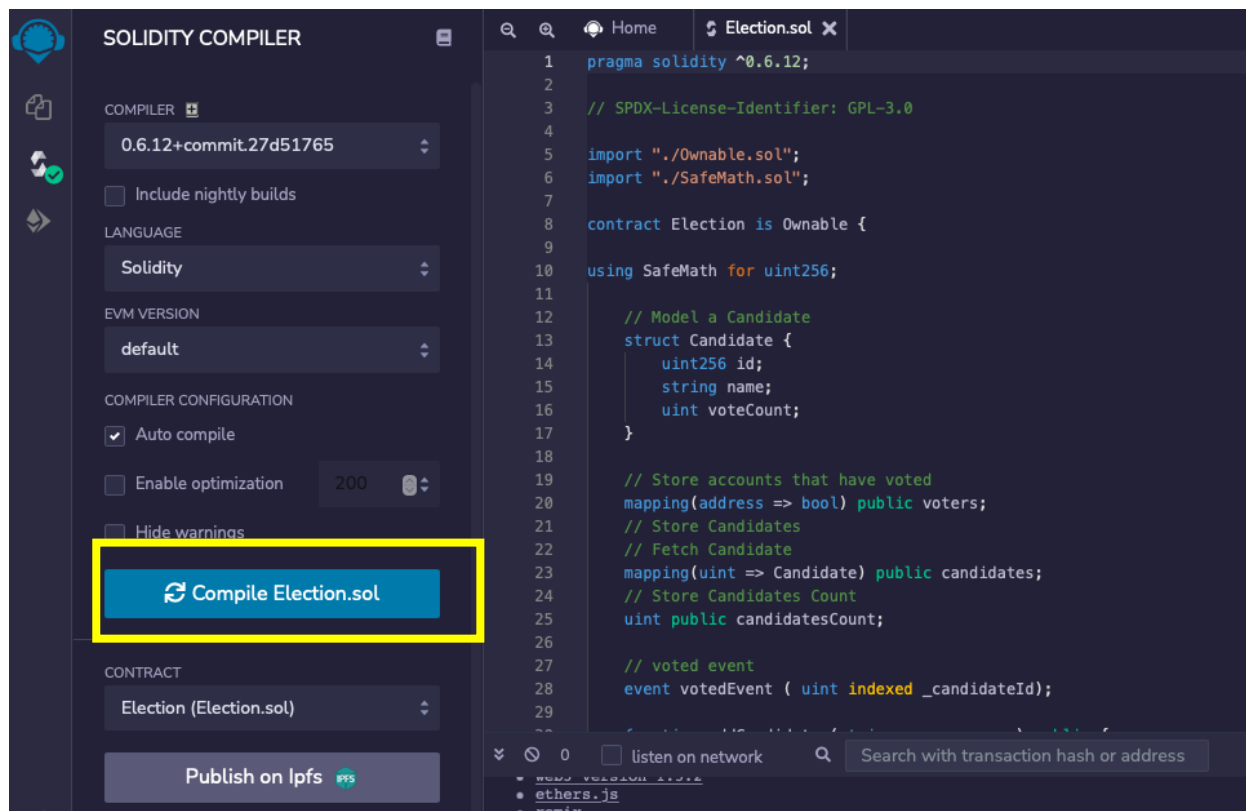 SOLIDITY COMPILER
COMPILER
0.6.12+commit.27d51765
Include nightly builds
LANGUAGE
Solidity
EVM VERSION
default
COMPILER CONFIGURATION
Auto compile
Enable optimization 200
Hide warnings
Compile Election.sol
CONTRACT
Election (Election.sol)
Publish on Ipfs IPFS
Home Election.sol
1 pragma solidity ^0.6.12;
2
3 // SPDX-License-Identifier: GPL-3.0
4
5 import "./Ownable.sol";
6 import "./SafeMath.sol";
7
8 contract Election is Ownable {
9
10 using SafeMath for uint256;
11
12 // Model a Candidate
13 struct Candidate {
14 uint256 id;
15 string name;
16 uint voteCount;
17 }
18
19 // Store accounts that have voted
20 mapping(address => bool) public voters;
21 // Store Candidates
22 // Fetch Candidate
23 mapping(uint => Candidate) public candidates;
24 // Store Candidates Count
25 uint public candidatesCount;
26
27 // voted event
28 event votedEvent ( uint indexed _candidateId);
29
0 listen on network Search with transaction hash or address
web3 version 1.5.2
ethers.js